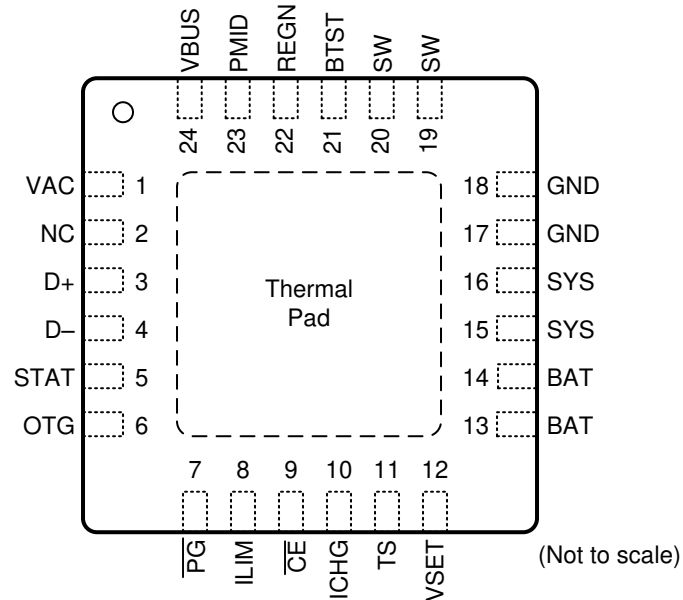 VBUS PMID REGN BTST SW SW
24 23 22 21 20 19
VAC 1 18 GND
NC 2 17 GND
D+ 3 16 SYS
Thermal
Pad
D– 4 15 SYS
STAT 5 14 BAT
OTG 6 13 BAT
7 8 9 10 11 12
P̅G̅ ILIM C̅E̅ ICHG TS VSET
(Not to scale)